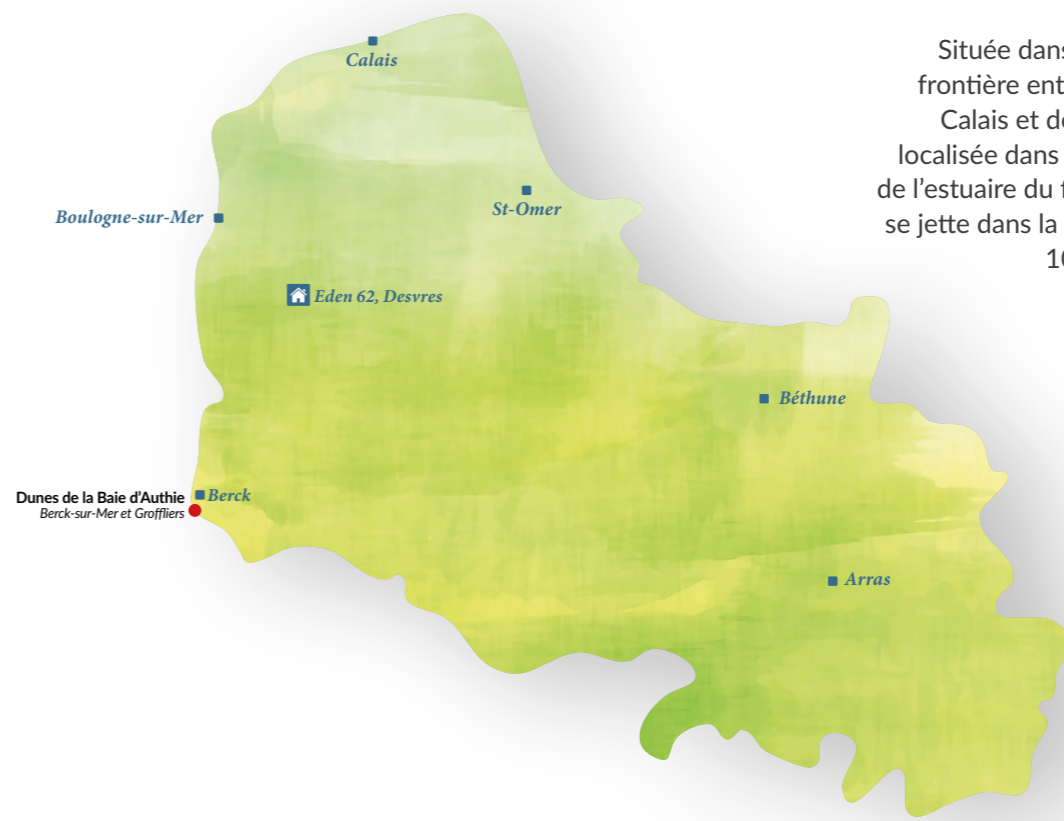 Calais
Située dans
frontière ent
Calais et de
localisée dans
de l'estuaire du f
se jette dans la
10
St-Omer
Boulogne-sur-Mer
Eden 62, Desvres
Béthune
Dunes de la Baie d'Authie
Berck-sur-Mer et Groffliers
Berck
Arras